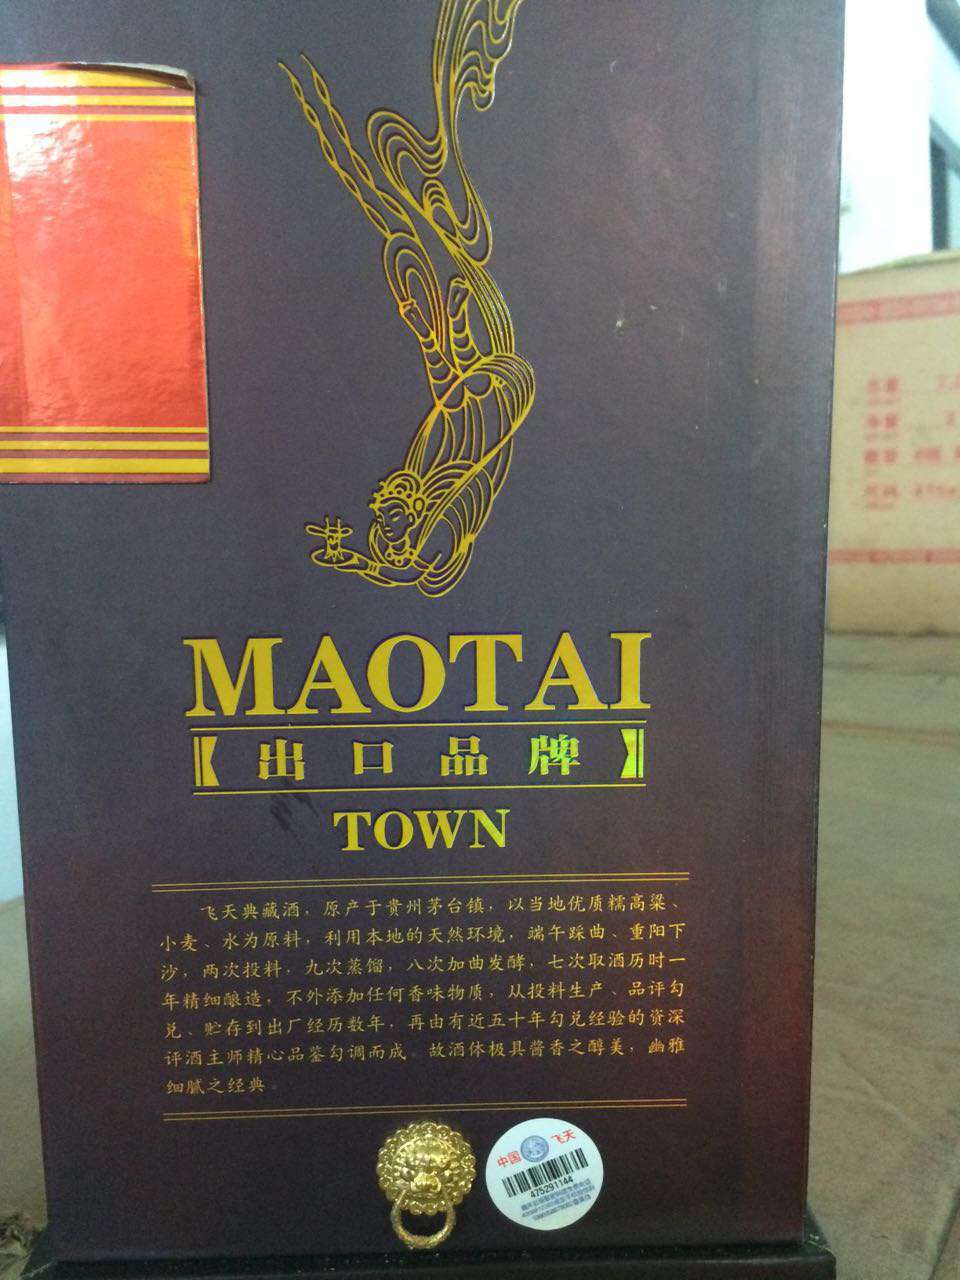 MAOTAI
【出口品牌】
TOWN
飞天典藏酒，原产于贵州茅台镇，以当地优质糯高粱、
小麦、水为原料，利用本地的天然环境，端午踩曲、重阳下
沙，两次投料，九次蒸馏，八次加曲发酵，七次取酒历时一
年精细酿造，不外添加任何香味物质，从投料生产、品评勾
兑、贮存到出厂经历数年，再由有近五十年勾兑经验的资深
评酒主师精心品鉴勾调而成。故酒体极具酱香之醇美，幽雅
细腻之经典。
中国 飞天
475291144